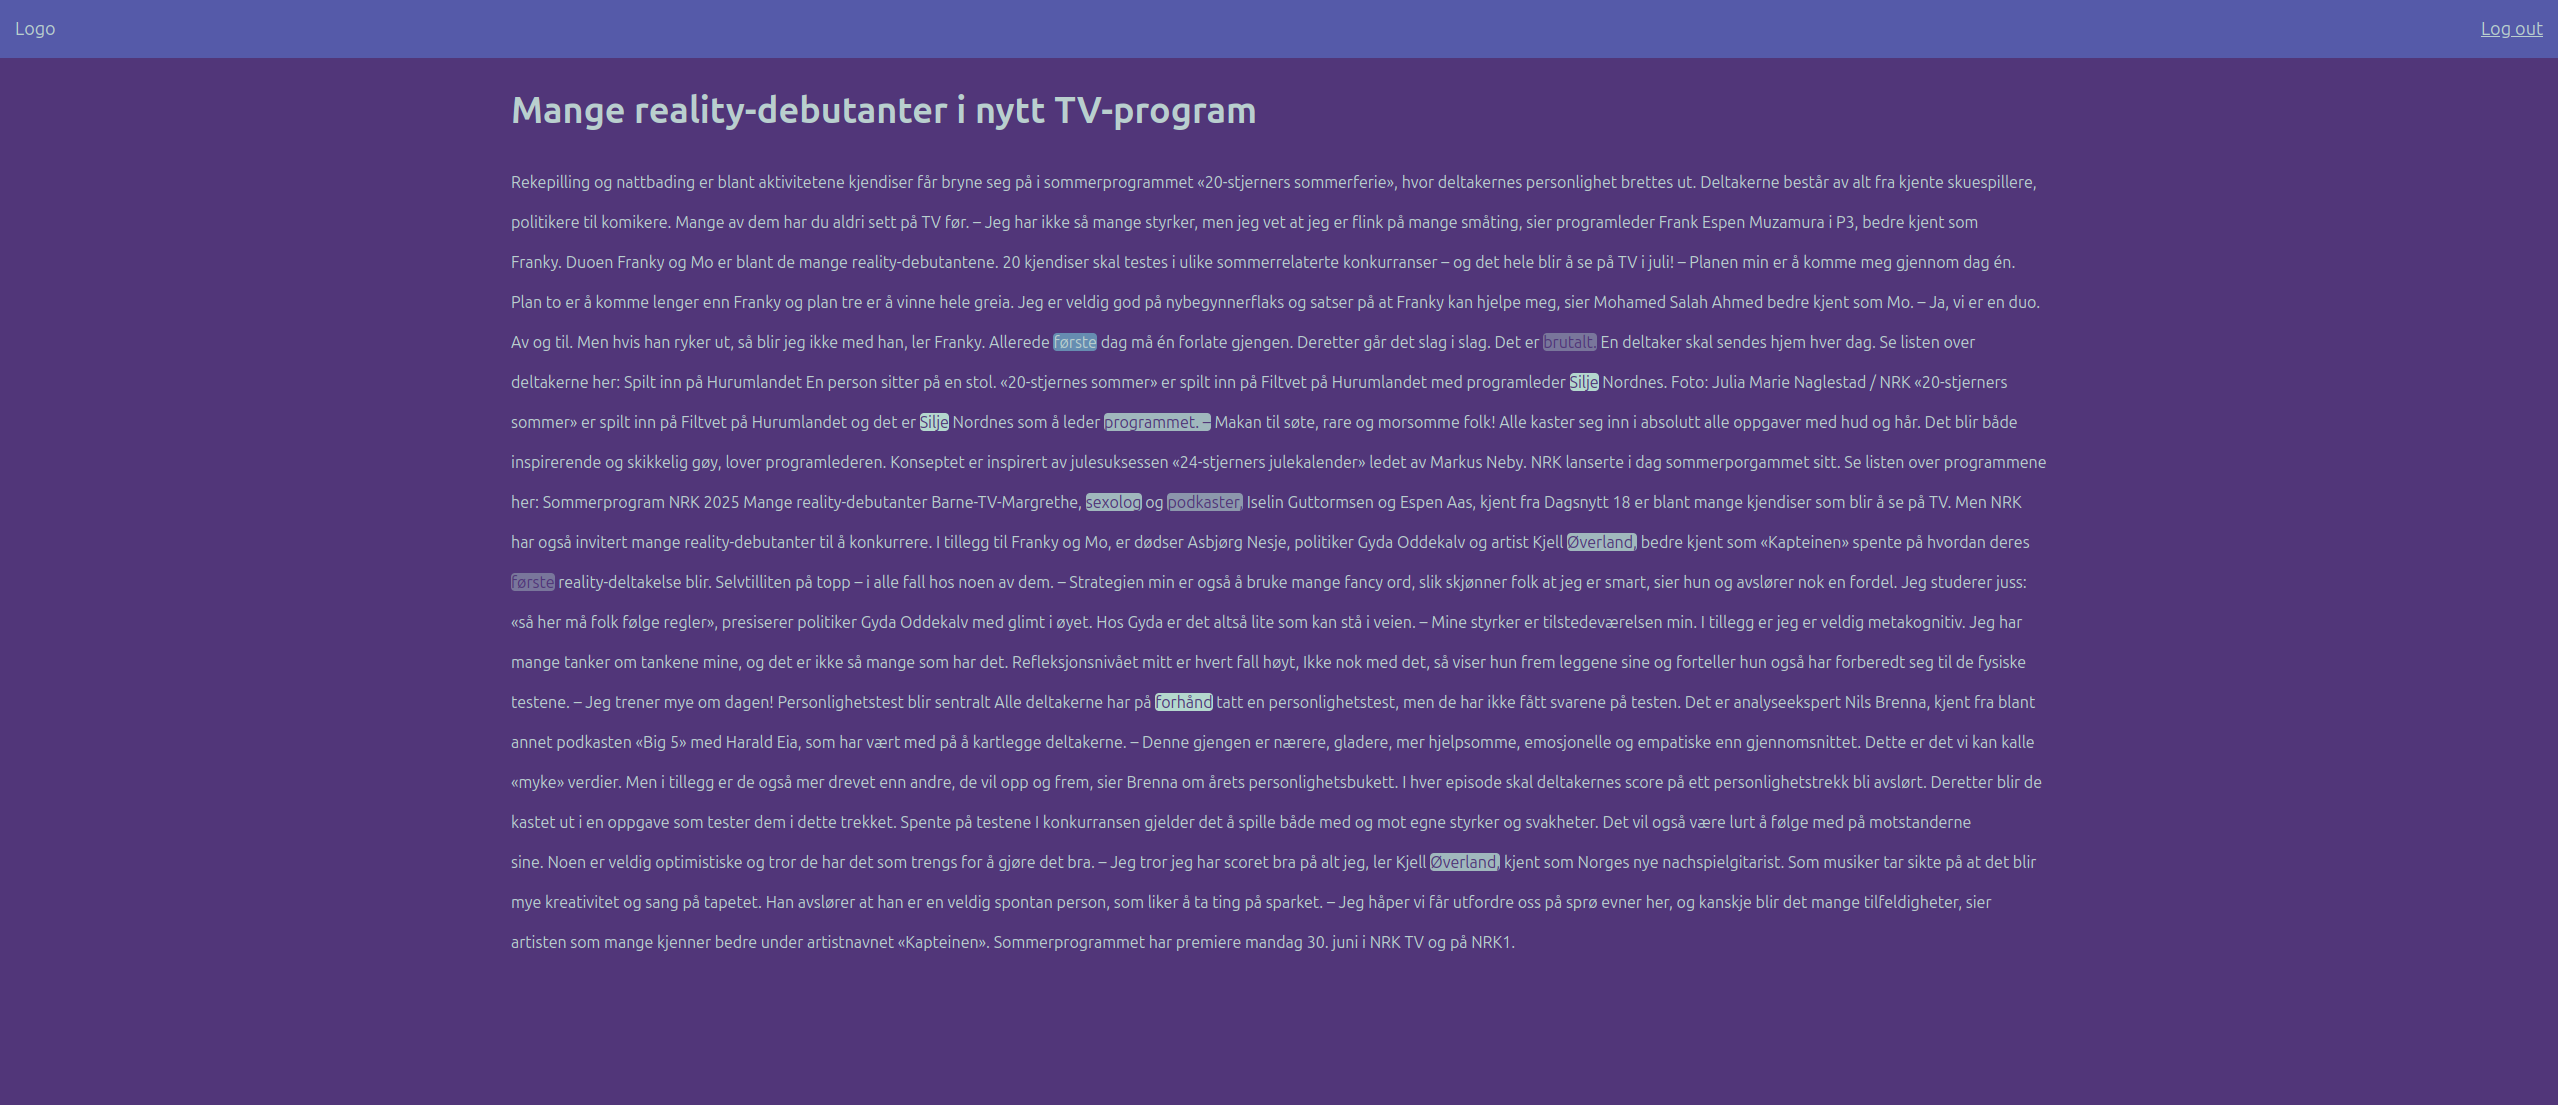 Logo
Log out
Mange reality-debutanter i nytt TV-program
Rekepilling og nattbading er blant aktivitetene kjendiser får bryne seg på i sommerprogrammet «20-stjerners sommerferie», hvor deltakernes personlighet brettes ut. Deltakerne består av alt fra kjente skuespillere,
politikere til komikere. Mange av dem har du aldri sett på TV før. – Jeg har ikke så mange styrker, men jeg vet at jeg er flink på mange småting, sier programleder Frank Espen Muzamura i P3, bedre kjent som
Franky. Duoen Franky og Mo er blant de mange reality-debutantene. 20 kjendiser skal testes i ulike sommerrelaterte konkurranser – og det hele blir å se på TV i juli! – Planen min er å komme meg gjennom dag én.
Plan to er å komme lenger enn Franky og plan tre er å vinne hele greia. Jeg er veldig god på nybegynnerflaks og satser på at Franky kan hjelpe meg, sier Mohamed Salah Ahmed bedre kjent som Mo. – Ja, vi er en duo.
Av og til. Men hvis han ryker ut, så blir jeg ikke med han, ler Franky. Allerede første dag må én forlate gjengen. Deretter går det slag i slag. Det er brutalt. En deltaker skal sendes hjem hver dag. Se listen over
deltakerne her: Spilt inn på Hurumlandet En person sitter på en stol. «20-stjernes sommer» er spilt inn på Filtvet på Hurumlandet med programleder Silje Nordnes. Foto: Julia Marie Naglestad / NRK «20-stjerners
sommer» er spilt inn på Filtvet på Hurumlandet og det er Silje Nordnes som å leder programmet. – Makan til søte, rare og morsomme folk! Alle kaster seg inn i absolutt alle oppgaver med hud og hår. Det blir både
inspirerende og skikkelig gøy, lover programlederen. Konseptet er inspirert av julesuksessen «24-stjerners julekalender» ledet av Markus Neby. NRK lanserte i dag sommerporgammet sitt. Se listen over programmene
her: Sommerprogram NRK 2025 Mange reality-debutanter Barne-TV-Margrethe, sexolog og podkaster, Iselin Guttormsen og Espen Aas, kjent fra Dagsnytt 18 er blant mange kjendiser som blir å se på TV. Men NRK
har også invitert mange reality-debutanter til å konkurrere. I tillegg til Franky og Mo, er dødser Asbjørg Nesje, politiker Gyda Oddekalv og artist Kjell Øverland, bedre kjent som «Kapteinen» spente på hvordan deres
første reality-deltakelse blir. Selvtilliten på topp – i alle fall hos noen av dem. – Strategien min er også å bruke mange fancy ord, slik skjønner folk at jeg er smart, sier hun og avslører nok en fordel. Jeg studerer juss:
«så her må folk følge regler», presiserer politiker Gyda Oddekalv med glimt i øyet. Hos Gyda er det altså lite som kan stå i veien. – Mine styrker er tilstedeværelsen min. I tillegg er jeg er veldig metakognitiv. Jeg har
mange tanker om tankene mine, og det er ikke så mange som har det. Refleksjonsnivået mitt er hvert fall høyt, Ikke nok med det, så viser hun frem leggene sine og forteller hun også har forberedt seg til de fysiske
testene. – Jeg trener mye om dagen! Personlighetstest blir sentralt Alle deltakerne har på forhånd tatt en personlighetstest, men de har ikke fått svarene på testen. Det er analyseekspert Nils Brenna, kjent fra blant
annet podkasten «Big 5» med Harald Eia, som har vært med på å kartlegge deltakerne. – Denne gjengen er nærere, gladere, mer hjelpsomme, emosjonelle og empatiske enn gjennomsnittet. Dette er det vi kan kalle
«myke» verdier. Men i tillegg er de også mer drevet enn andre, de vil opp og frem, sier Brenna om årets personlighetsbukett. I hver episode skal deltakernes score på ett personlighetstrekk bli avslørt. Deretter blir de
kastet ut i en oppgave som tester dem i dette trekket. Spente på testene I konkurransen gjelder det å spille både med og mot egne styrker og svakheter. Det vil også være lurt å følge med på motstanderne
sine. Noen er veldig optimistiske og tror de har det som trengs for å gjøre det bra. – Jeg tror jeg har scoret bra på alt jeg, ler Kjell Øverland, kjent som Norges nye nachspielgitarist. Som musiker tar sikte på at det blir
mye kreativitet og sang på tapetet. Han avslører at han er en veldig spontan person, som liker å ta ting på sparket. – Jeg håper vi får utfordre oss på sprø evner her, og kanskje blir det mange tilfeldigheter, sier
artisten som mange kjenner bedre under artistnavnet «Kapteinen». Sommerprogrammet har premiere mandag 30. juni i NRK TV og på NRK1.